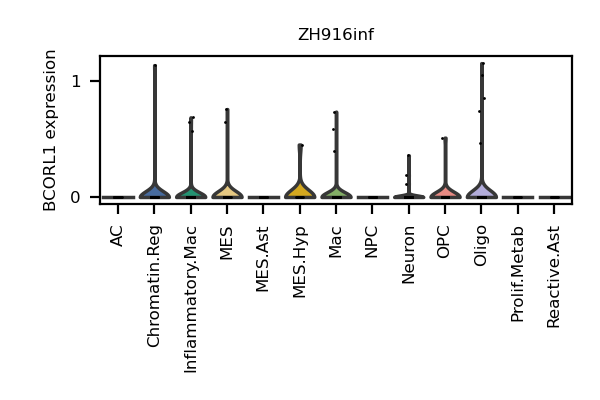 ZH916inf
BCORL1 expression
1
0
AC
Chromatin.Reg
Inflammatory.Mac
MES
MES.Ast
MES.Hyp
Mac
NPC
Neuron
OPC
Oligo
Prolif.Metab
Reactive.Ast